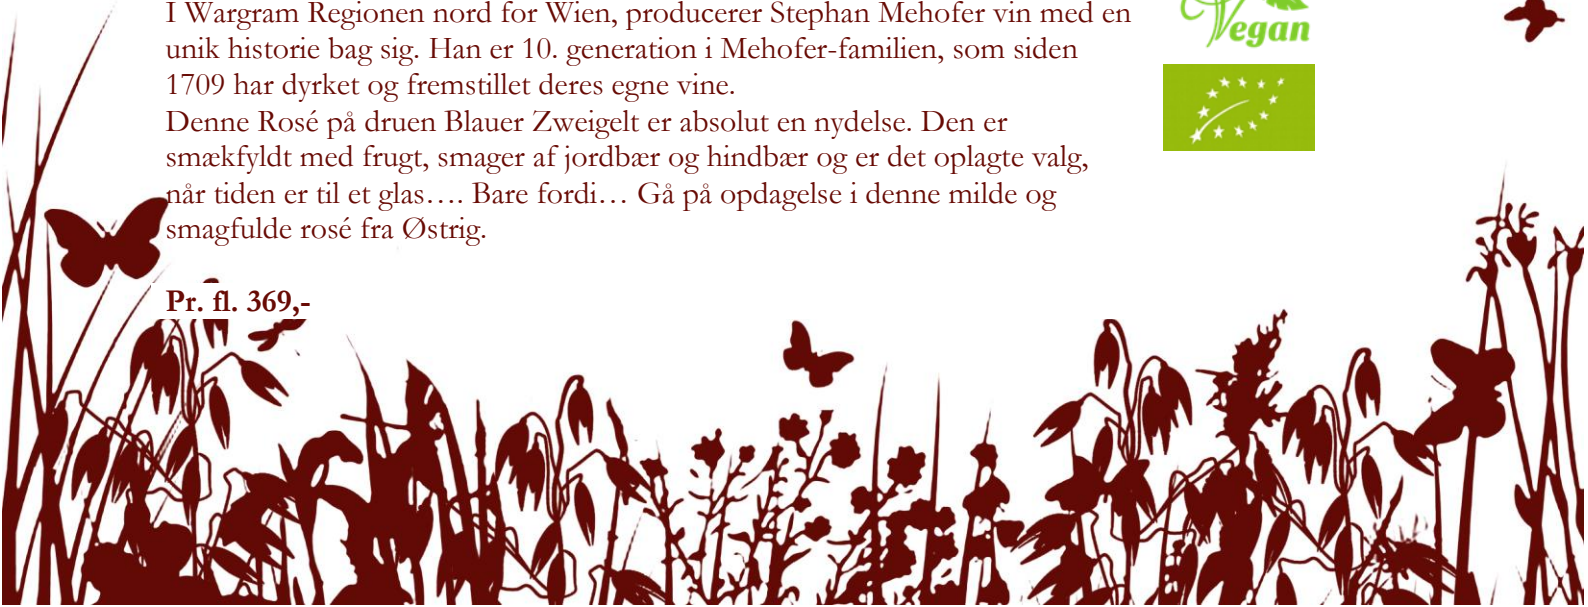 I Wargram Regionen nord for Wien, producerer Stephan Mehofer vin med en
unik historie bag sig. Han er 10. generation i Mehofer-familien, som siden
1709 har dyrket og fremstillet deres egne vine.
Denne Rosé på druen Blauer Zweigelt er absolut en nydelse. Den er
smækfyldt med frugt, smager af jordbær og hindbær og er det oplagte valg,
når tiden er til et glas…. Bare fordi… Gå på opdagelse i denne milde og
smagfulde rosé fra Østrig.
Pr. fl. 369,-
Vegan